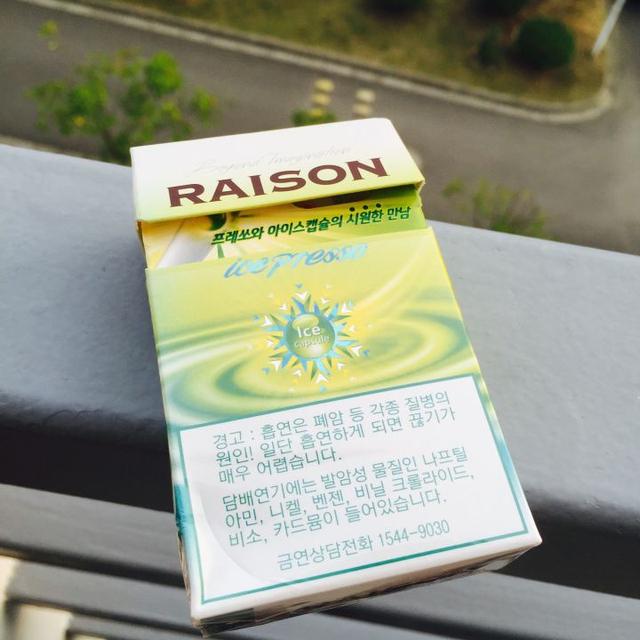 Beyond Imagination
RAISON
프레쏘와 아이스캡슐의 시원한 만남
ice presso
Ice
capsule
경고 : 흡연은 폐암 등 각종 질병의
원인! 일단 흡연하게 되면 끊기가
매우 어렵습니다.
담배연기에는 발암성 물질인 나프틸
아민, 니켈, 벤젠, 비닐 크롤라이드,
비소, 카드뮴이 들어있습니다.
금연상담전화 1544-9030